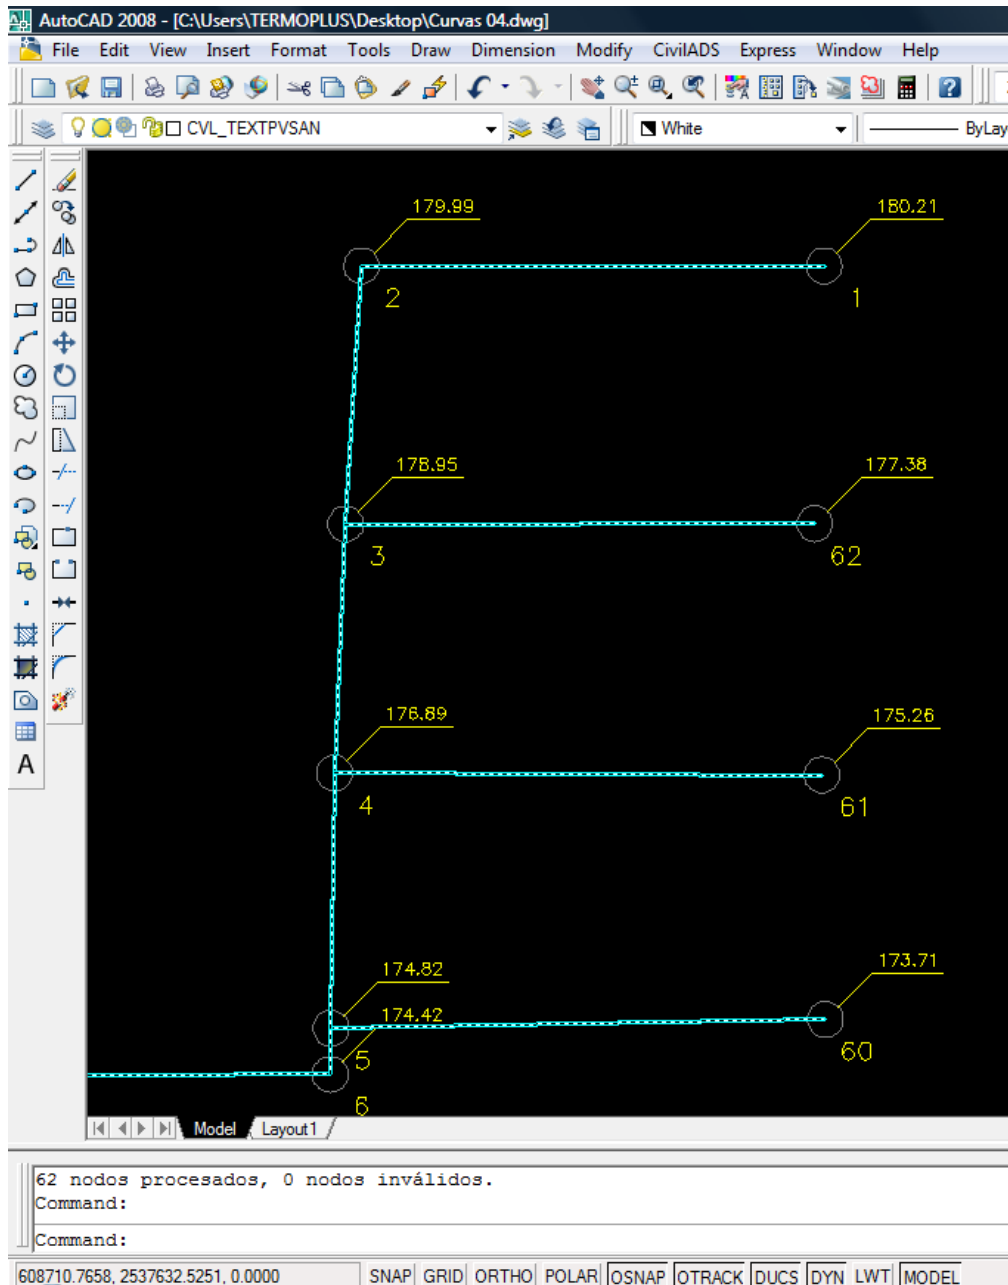 AutoCAD 2008 - [C:\Users\TERMOPLUS\Desktop\Curvas 04.dwg]
File Edit View Insert Format Tools Draw Dimension Modify CivilADS Express Window Help
CVL_TEXTPVSAN White ByLay
179.99 180.21
2 1
178.95 177.38
3 62
176.89 175.26
4 61
174.82 173.71
174.42
5 60
6
A
Model Layout1
62 nodos procesados, 0 nodos inválidos.
Command:
Command:
608710.7658, 2537632.5251, 0.0000 SNAP GRID ORTHO POLAR OSNAP OTRACK DUCS DYN LWT MODEL